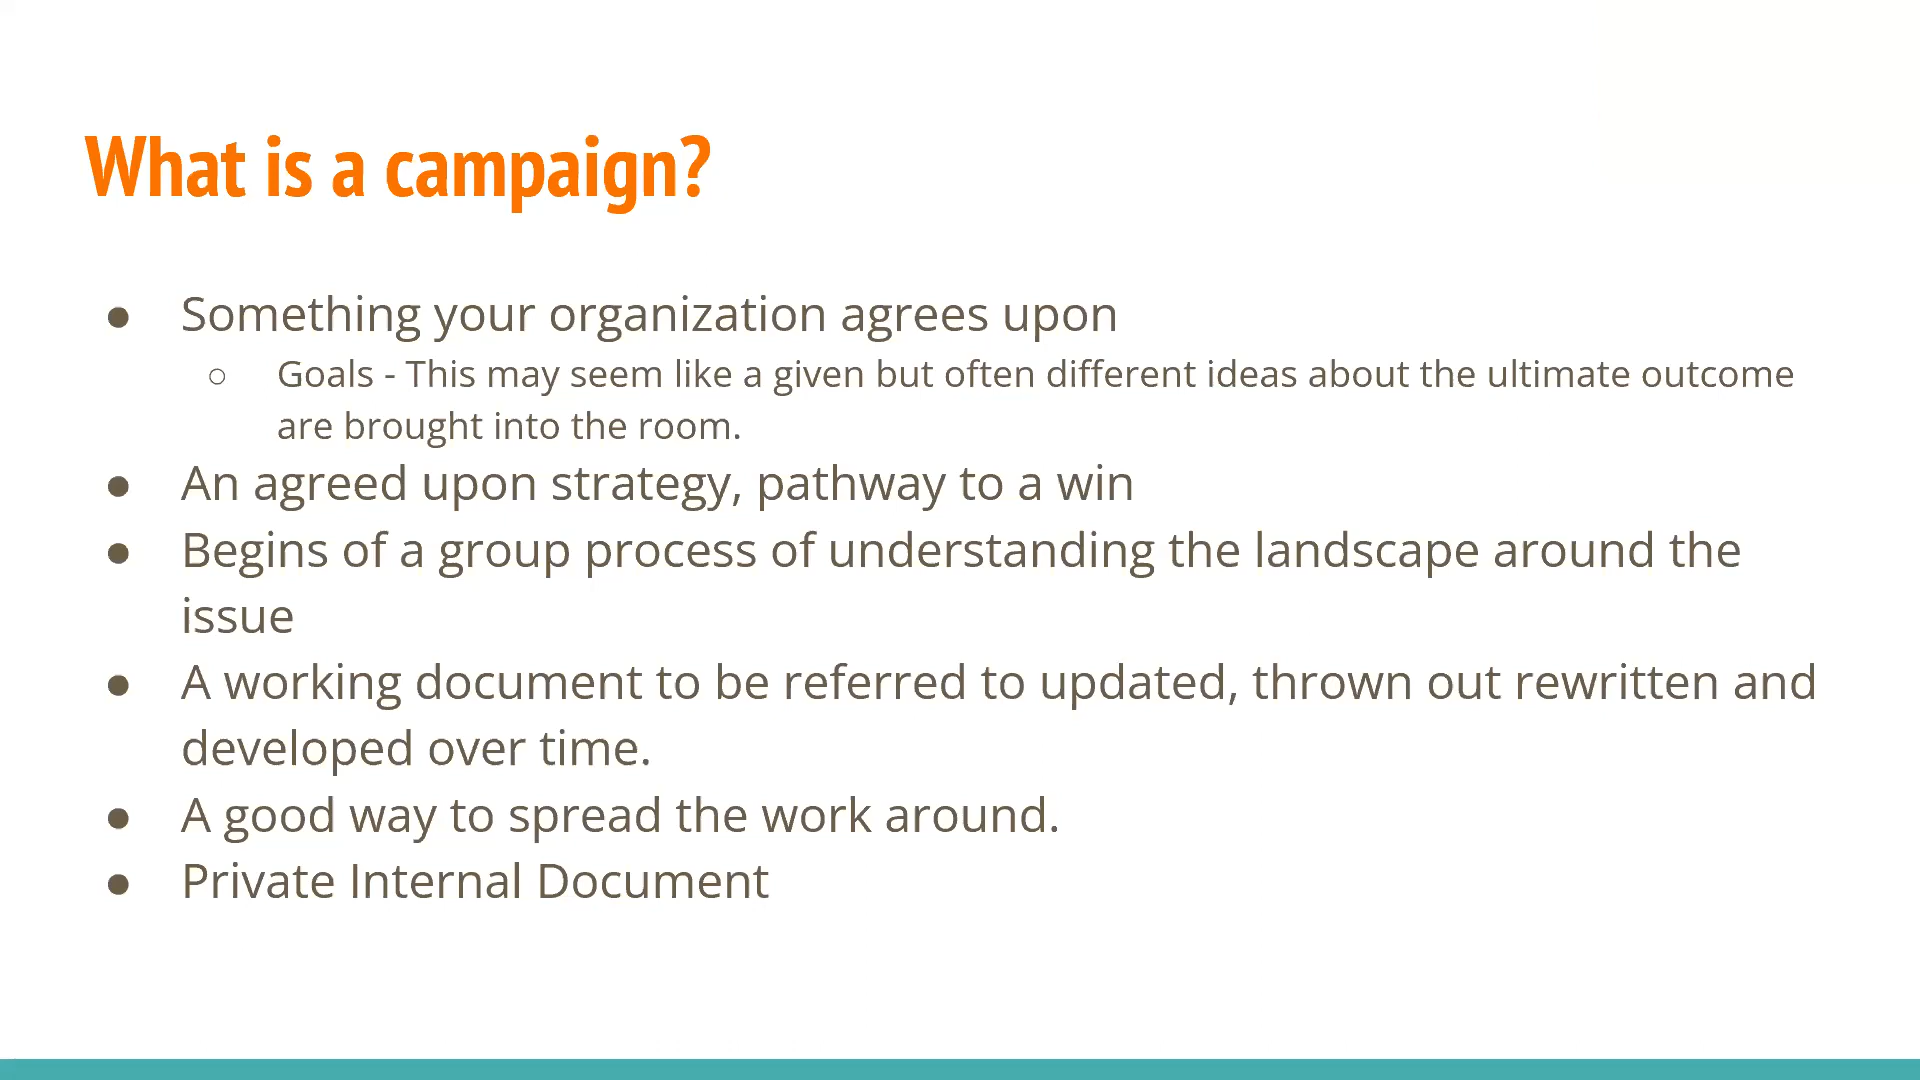 What is a campaign?
● Something your organization agrees upon
○ Goals - This may seem like a given but often different ideas about the ultimate outcome
are brought into the room.
● An agreed upon strategy, pathway to a win
● Begins of a group process of understanding the landscape around the
issue
● A working document to be referred to updated, thrown out rewritten and
developed over time.
● A good way to spread the work around.
● Private Internal Document